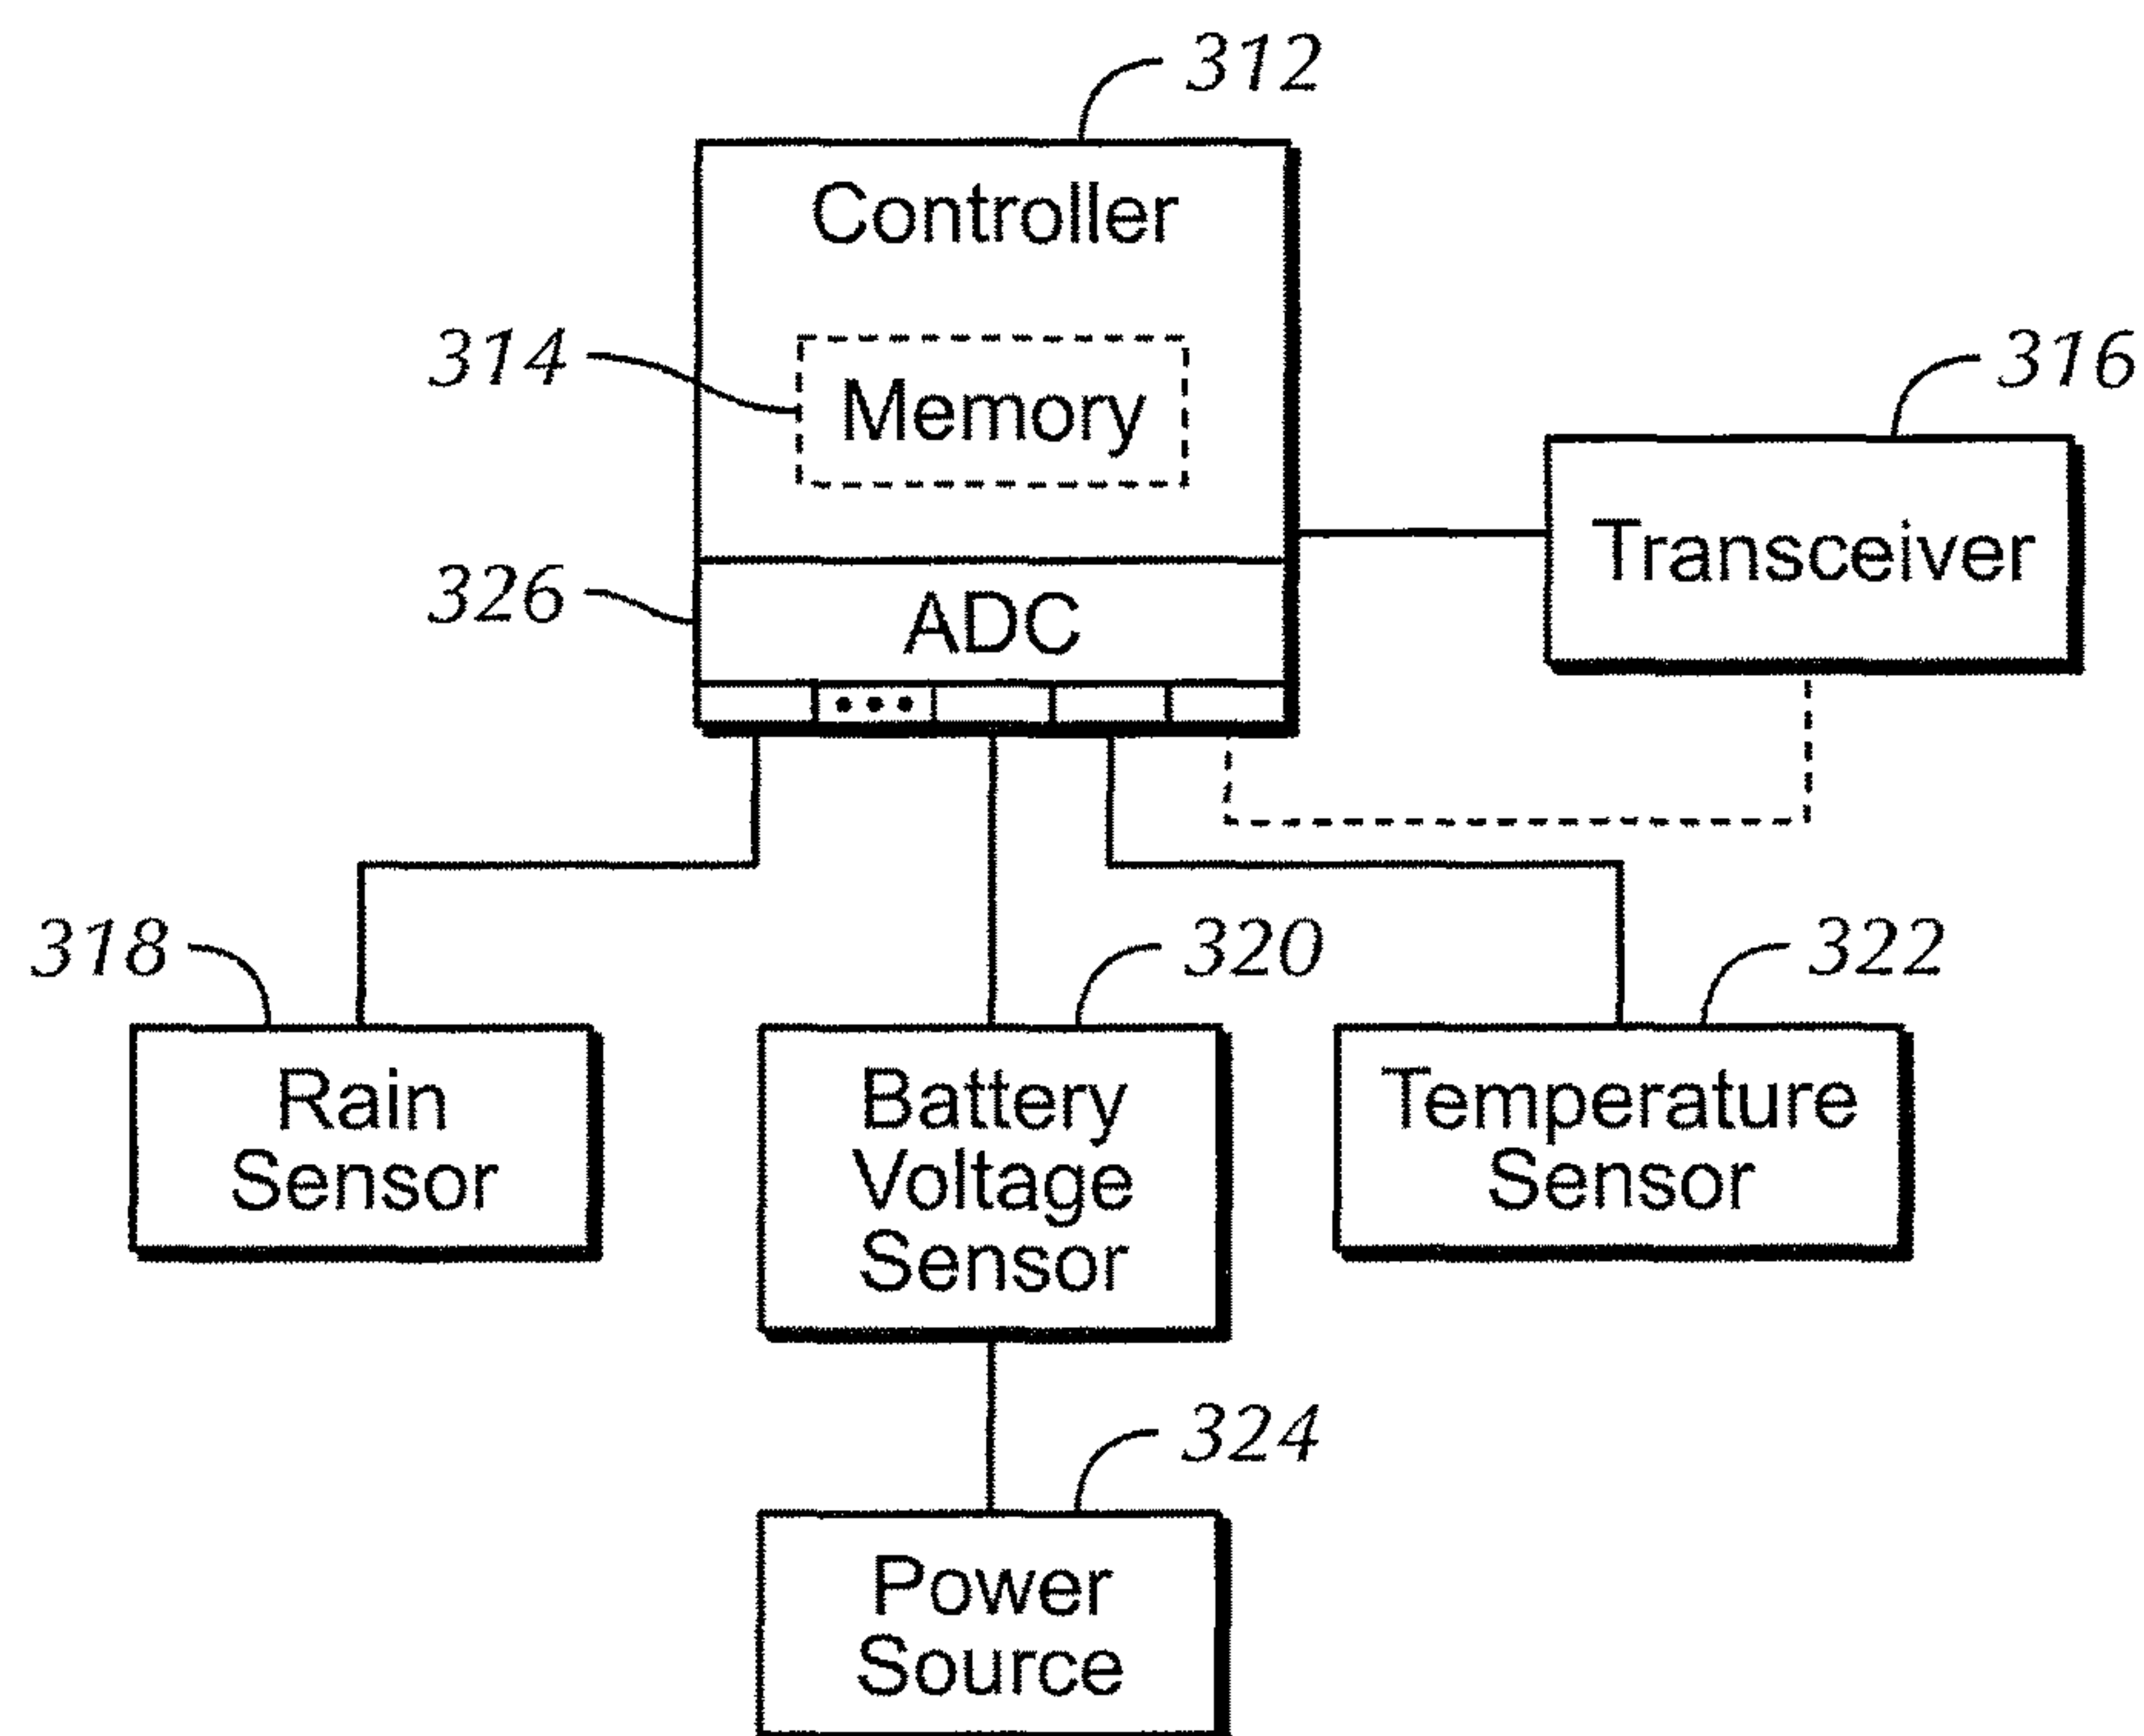 312
Controller
314
Memory
316
Transceiver
326
ADC
318
320
322
Rain
Sensor
Battery
Voltage
Sensor
Temperature
Sensor
324
Power
Source